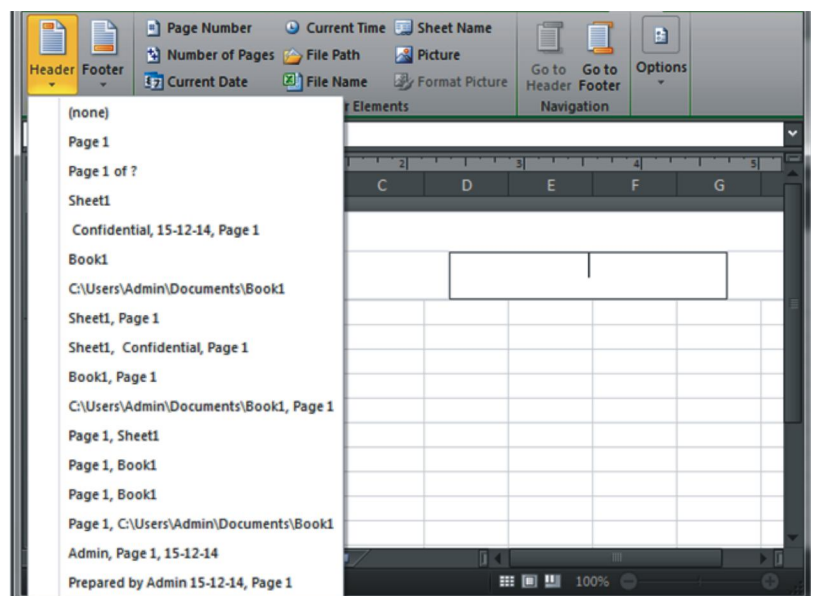 Header Footer
Page Number Current Time Sheet Name
Number of Pages File Path Picture
Current Date File Name Format Picture
Go to Header Go to Footer
Options
r Elements Navigation
(none)
Page 1
Page 1 of ?
Sheet1
Confidential, 15-12-14, Page 1
Book1
C:\Users\Admin\Documents\Book1
Sheet1, Page 1
Sheet1, Confidential, Page 1
Book1, Page 1
C:\Users\Admin\Documents\Book1, Page 1
Page 1, Sheet1
Page 1, Book1
Page 1, Book1
Page 1, C:\Users\Admin\Documents\Book1
Admin, Page 1, 15-12-14
Prepared by Admin 15-12-14, Page 1
2 3 4 5
C D E F G
100%